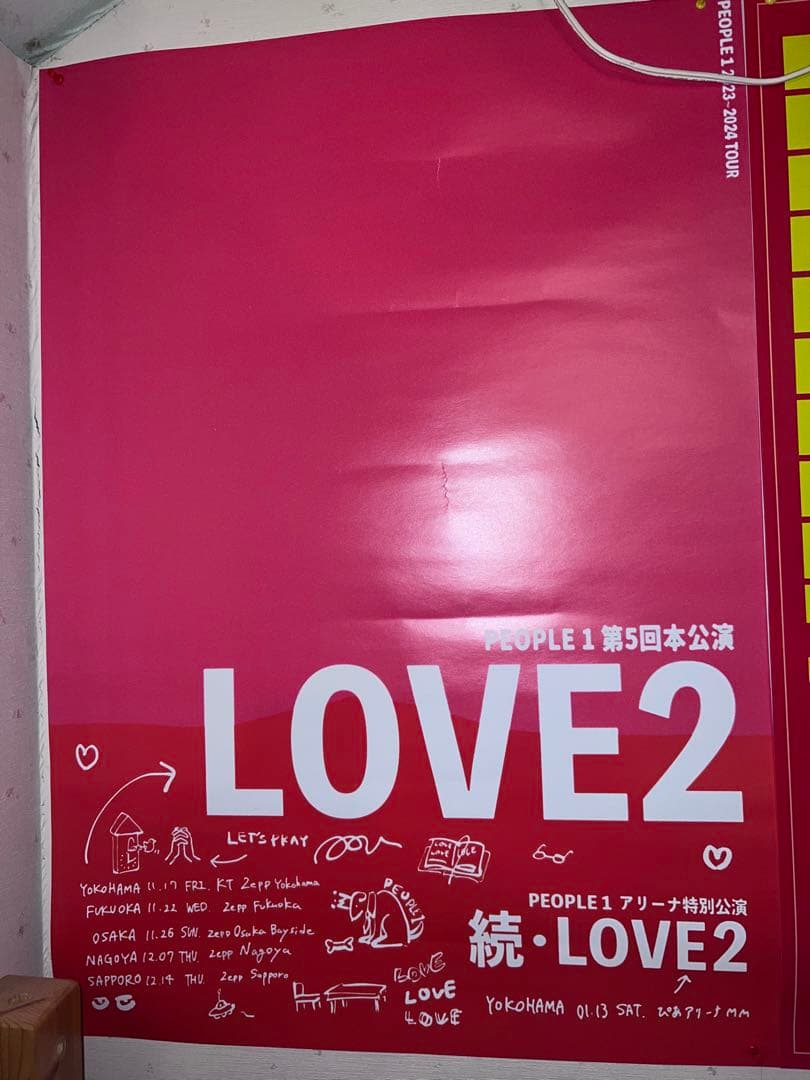 PEOPLE 1 2023-2024 TOUR
PEOPLE 1 第5回本公演
LOVE2
LET'S PRAY
LOVE LOVE
LOVE
YOKOHAMA 11.17 FRI. KT Zepp Yokohama
FUKUOKA 11.22 WED. Zepp Fukuoka
OSAKA 11.26 SUN. Zepp Osaka Bayside
NAGOYA 12.07 THU. Zepp Nagoya
SAPPORO 12.14 THU. Zepp Sapporo
PEOPLE 1
LOVE
LOVE
LOVE
PEOPLE 1 アリーナ特別公演
続・LOVE2
YOKOHAMA 01.13 SAT. ぴあアリーナMM